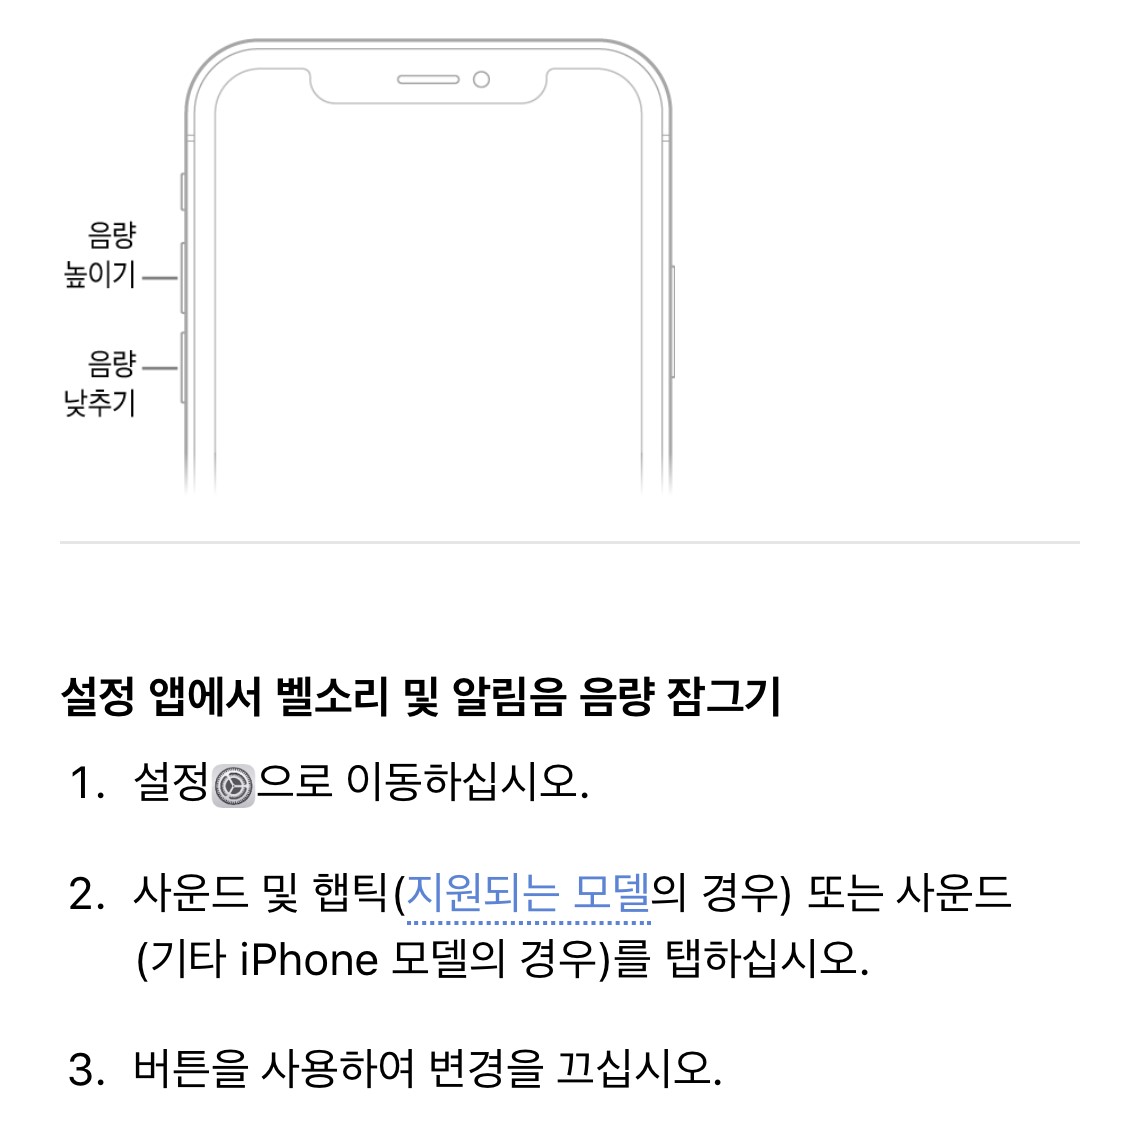 음량
높이기
음량
낮추기
설정 앱에서 벨소리 및 알림음 음량 잠그기
1. 설정으로 이동하십시오.
2. 사운드 및 햅틱(지원되는 모델의 경우) 또는 사운드
(기타 iPhone 모델의 경우)를 탭하십시오.
3. 버튼을 사용하여 변경을 끄십시오.